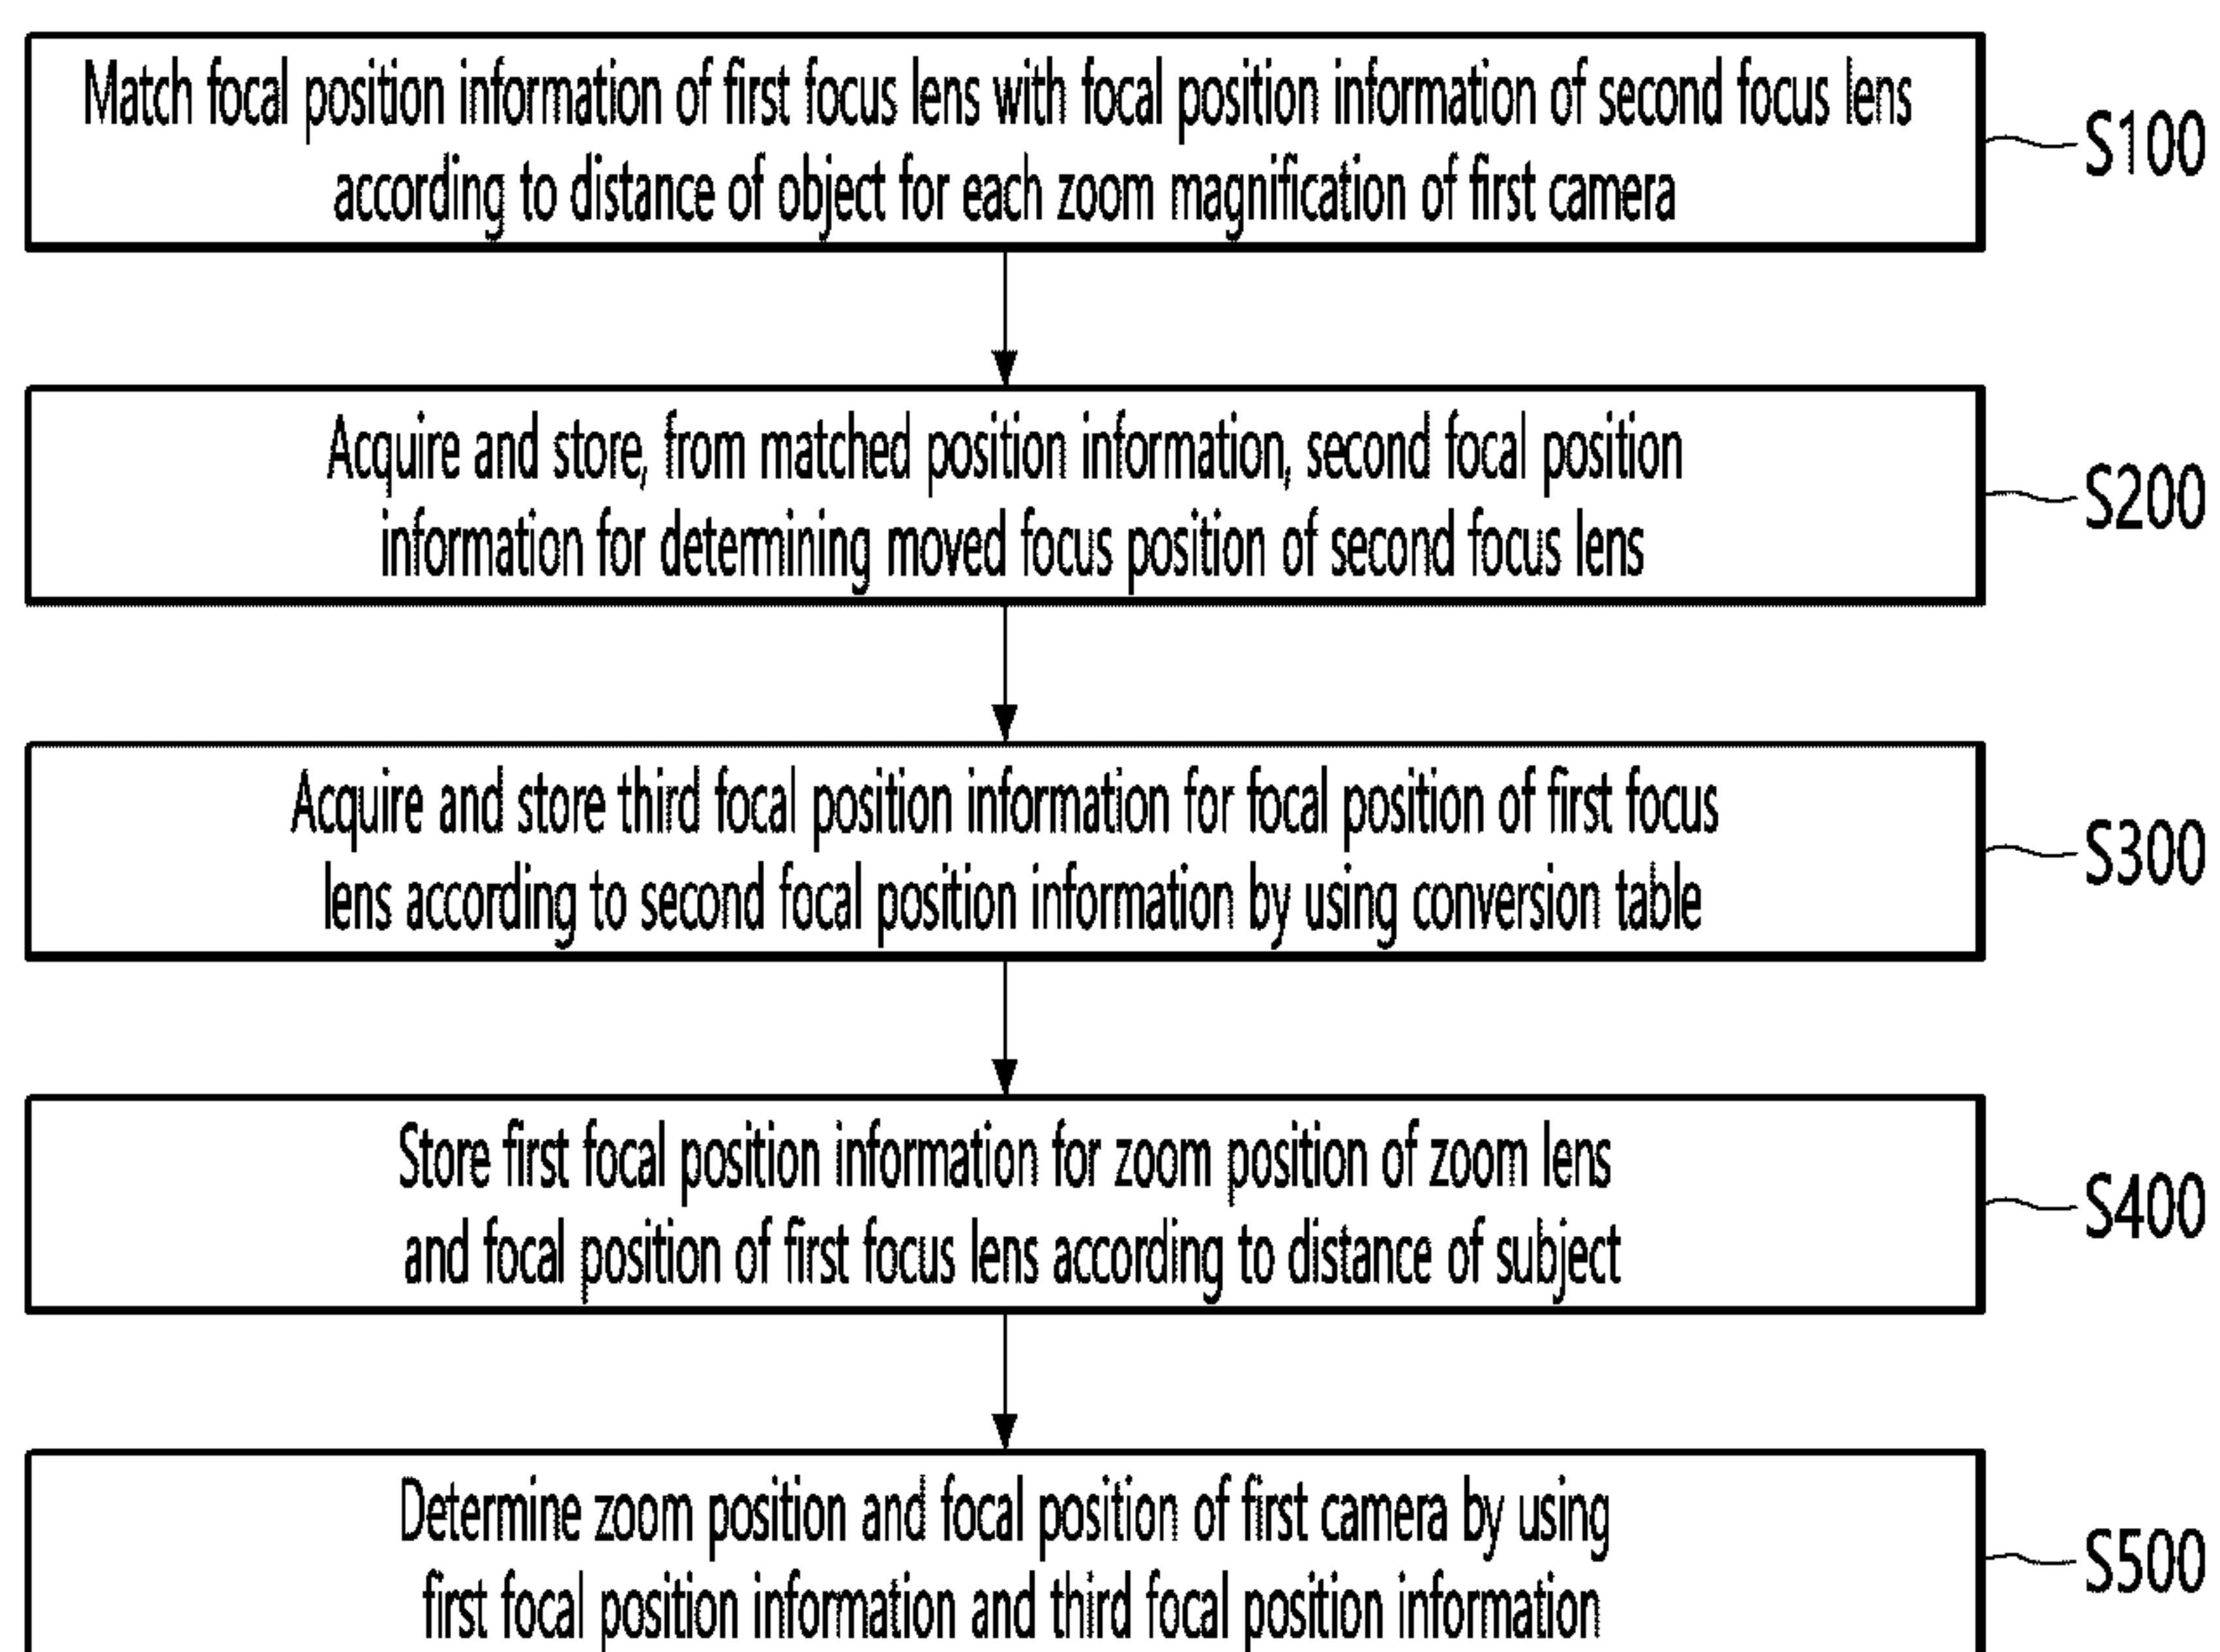 Match focal position information of first focus lens with focal position information of second focus lens
according to distance of object for each zoom magnification of first camera
S100
Acquire and store, from matched position information, second focal position
information for determining moved focus position of second focus lens
S200
Acquire and store third focal position information for focal position of first focus
lens according to second focal position information by using conversion table
S300
Store first focal position information for zoom position of zoom lens
and focal position of first focus lens according to distance of subject
S400
Determine zoom position and focal position of first camera by using
first focal position information and third focal position information
S500